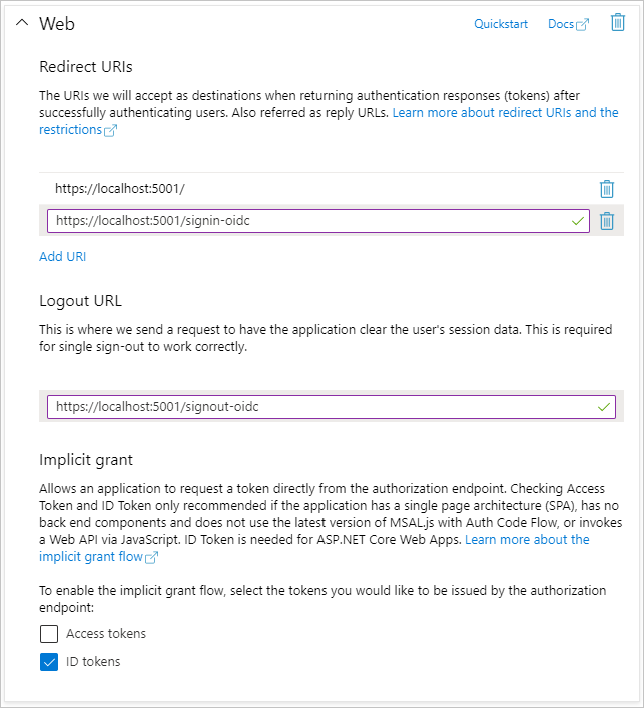 Web
Quickstart
Docs
Redirect URIs
The URIs we will accept as destinations when returning authentication responses (tokens) after
successfully authenticating users. Also referred as reply URLs. Learn more about redirect URIs and the
restrictions
https://localhost:5001/
https://localhost:5001/signin-oidc
Add URI
Logout URL
This is where we send a request to have the application clear the user's session data. This is required
for single sign-out to work correctly.
https://localhost:5001/signout-oidc
Implicit grant
Allows an application to request a token directly from the authorization endpoint. Checking Access
Token and ID Token only recommended if the application has a single page architecture (SPA), has no
back end components and does not use the latest version of MSAL.js with Auth Code Flow, or invokes
a Web API via JavaScript. ID Token is needed for ASP.NET Core Web Apps. Learn more about the
implicit grant flow
To enable the implicit grant flow, select the tokens you would like to be issued by the authorization
endpoint:
Access tokens
ID tokens